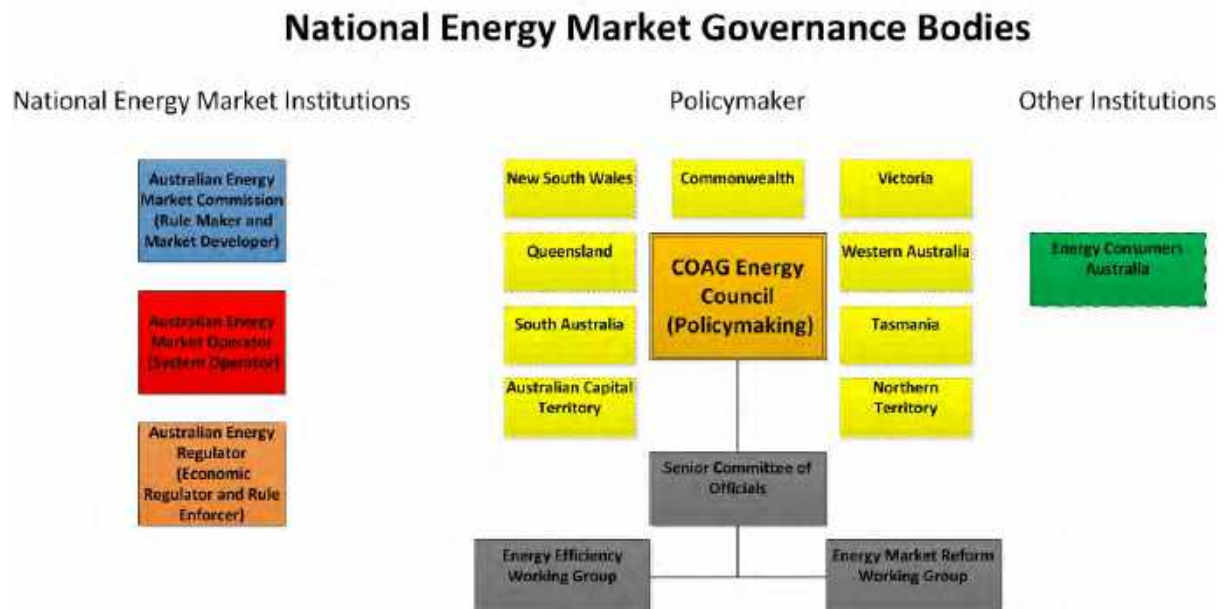 National Energy Market Governance Bodies
National Energy Market Institutions
Australian Energy
Market Commission
(Rule Maker and
Market Developer)
Australian Energy
Market Operator
(System Operator)
Australian Energy
Regulator
(Economic
Regulator and Rule
Enforcer)
Policymaker
New South Wales
Commonwealth
Victoria
Queensland
COAG Energy
Council
(Policymaking)
Western Australia
South Australia
Tasmania
Australian Capital
Territory
Northern
Territory
Senior Committee of
Officials
Energy Efficiency
Working Group
Energy Market Reform
Working Group
Other Institutions
Energy Consumers
Australia